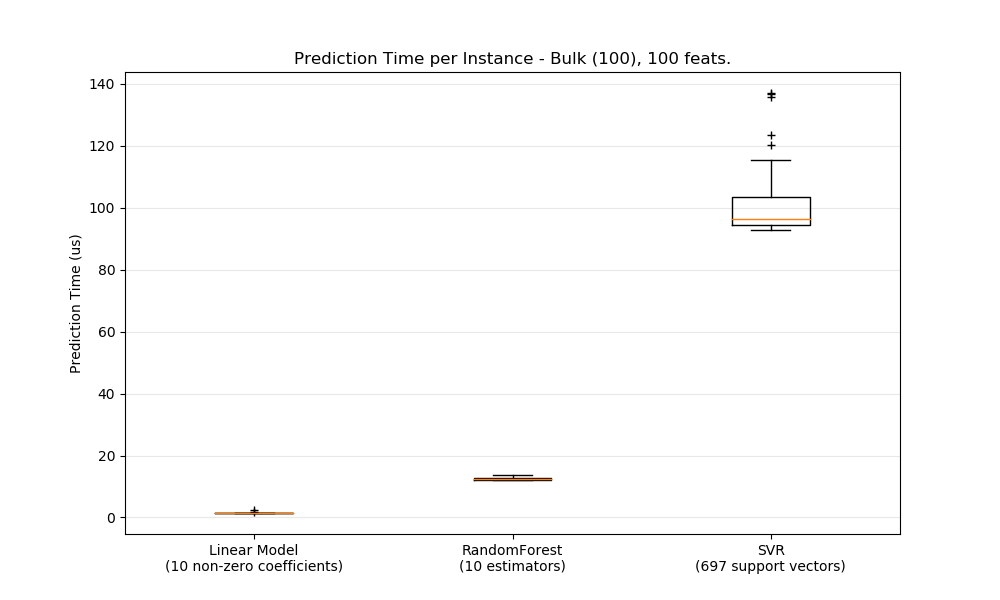 Prediction Time per Instance - Bulk (100), 100 feats.
140
120
100
80
60
40
20
0
Prediction Time (us)
Linear Model
(10 non-zero coefficients)
RandomForest
(10 estimators)
SVR
(697 support vectors)